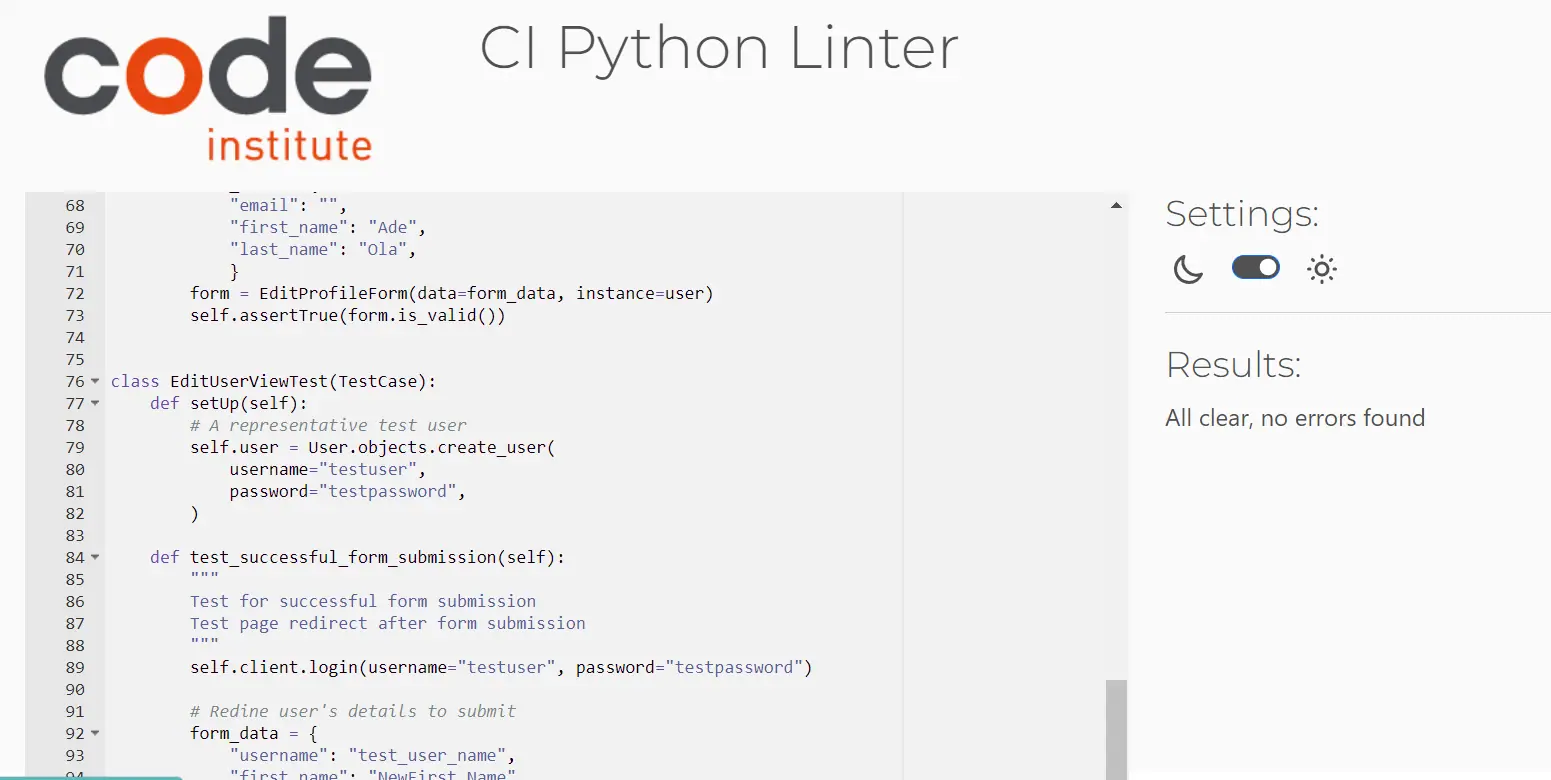 code
institute
CI Python Linter
68 "email": "",
69 "first_name": "Ade",
70 "last_name": "Ola",
71 }
72 form = EditProfileForm(data=form_data, instance=user)
73 self.assertTrue(form.is_valid())
74
75
76 class EditUserViewTest(TestCase):
77 def setUp(self):
78 # A representative test user
79 self.user = User.objects.create_user(
80 username="testuser",
81 password="testpassword",
82 )
83
84 def test_successful_form_submission(self):
85 """
86 Test for successful form submission
87 Test page redirect after form submission
88 """
89 self.client.login(username="testuser", password="testpassword")
90
91 # Redine user's details to submit
92 form_data = {
93 "username": "test_user_name",
94 "first_name": "NewFirst_Name"
Settings:
Results:
All clear, no errors found